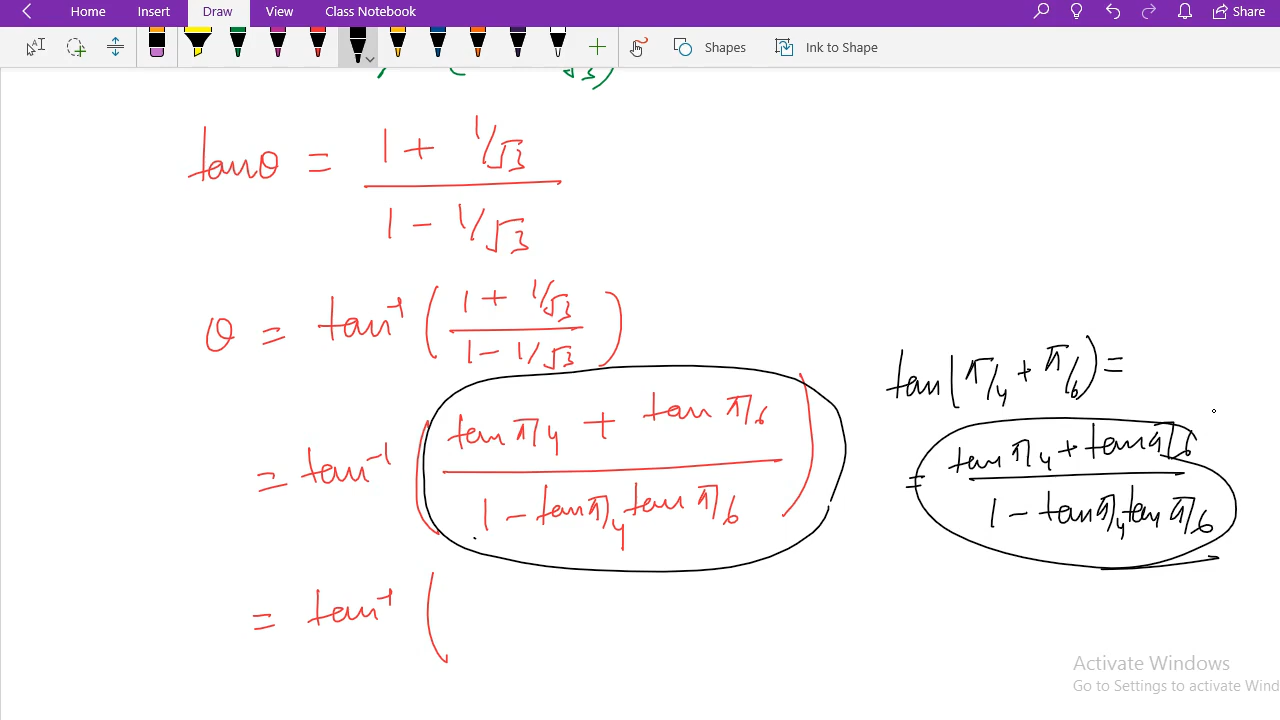 Home Insert Draw View Class Notebook Share
Shapes Ink to Shape
√3)
tanθ = 1 + 1/√3
1 - 1/√3
θ = tan⁻¹ ( 1 + 1/√3
1 - 1/√3 )
tan(π/4 + π/6) =
= tan⁻¹ ( tan π/4 + tan π/6
1 - tan π/4 tan π/6 )
= tan π/4 + tan π/6
1 - tan π/4 tan π/6
= tan⁻¹ (
Activate Windows
Go to Settings to activate Wind